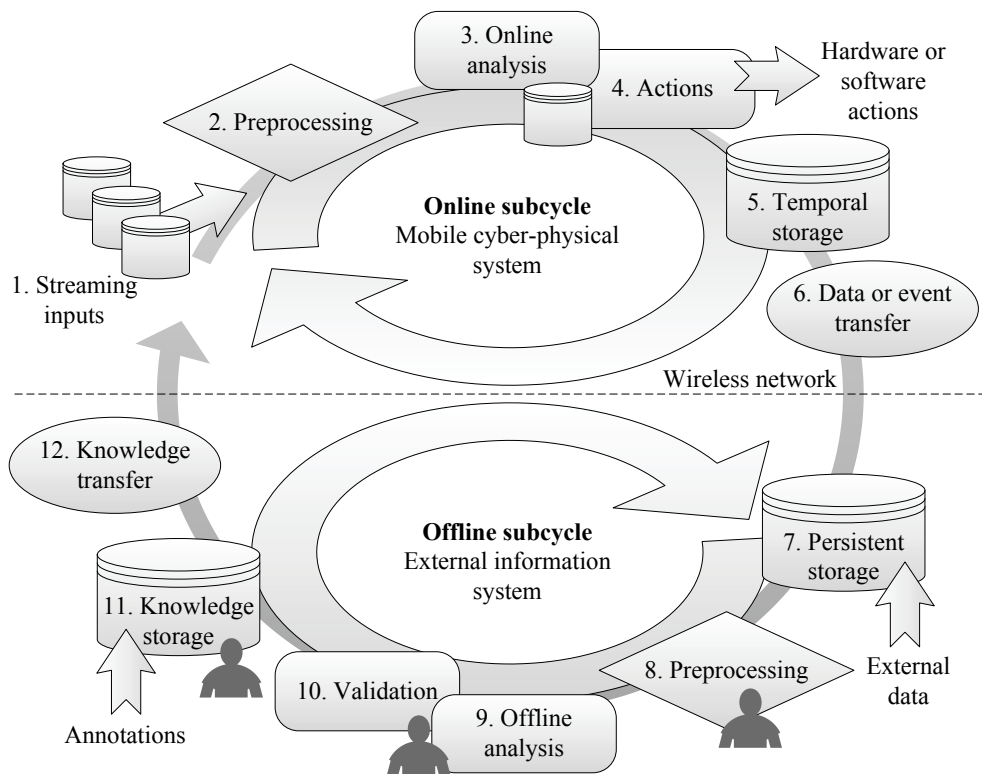 3. Online
analysis
4. Actions
Hardware or
software
actions
2. Preprocessing
5. Temporal
storage
Online subcycle
Mobile cyber-physical
system
1. Streaming
inputs
6. Data or event
transfer
Wireless network
12. Knowledge
transfer
Offline subcycle
External information
system
7. Persistent
storage
11. Knowledge
storage
8. Preprocessing
External
data
10. Validation
9. Offline
analysis
Annotations